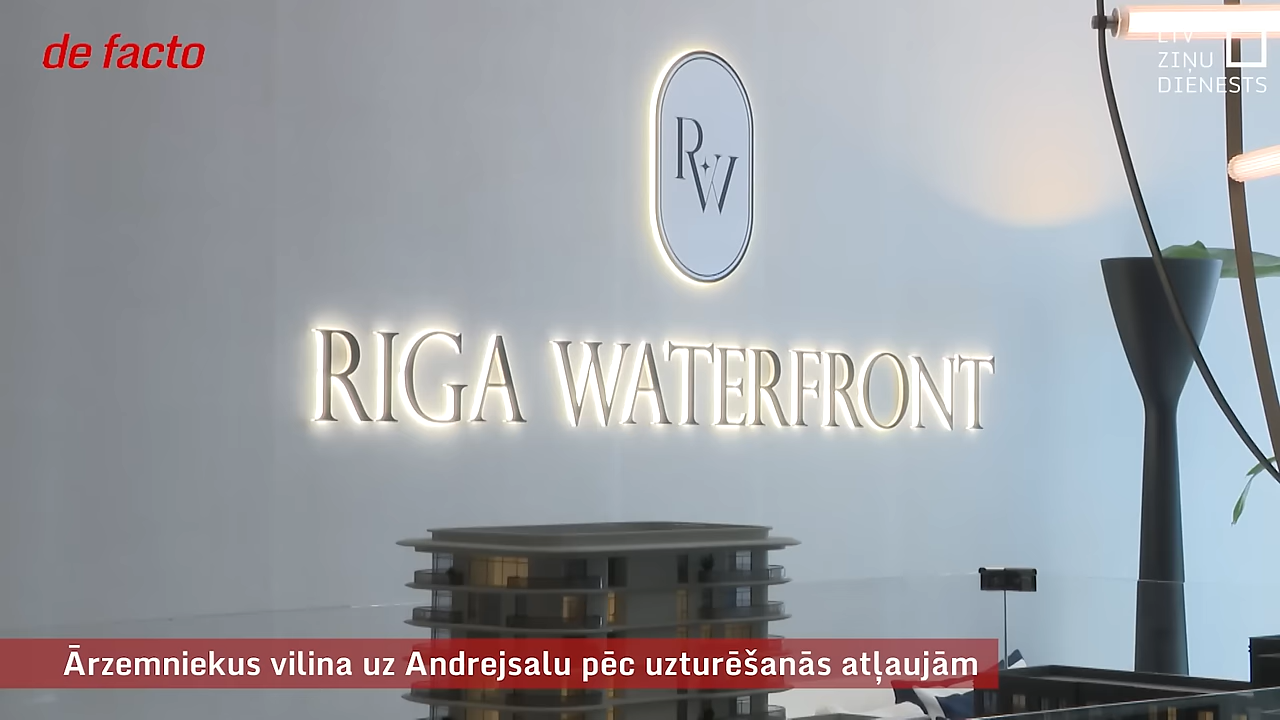 de facto
LTV
ZIŅU
DIENESTS
RW
RIGA WATERFRONT
Ārzemniekus vilina uz Andrejsalu pēc uzturēšanās atļaujām